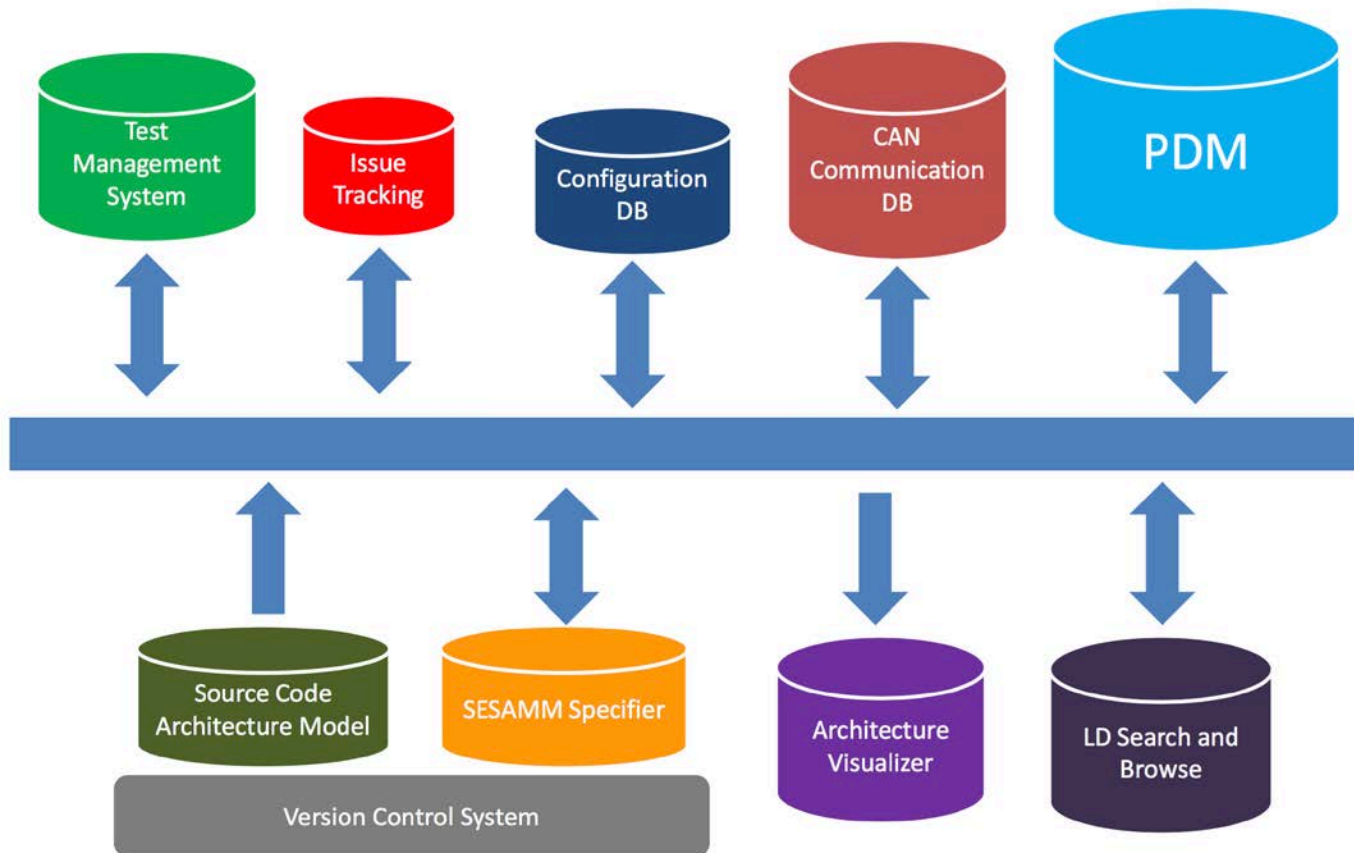 Test
Management
System
Issue
Tracking
Configuration
DB
CAN
Communication
DB
PDM
Source Code
Architecture Model
SESAMM Specifier
Architecture
Visualizer
LD Search and
Browse
Version Control System